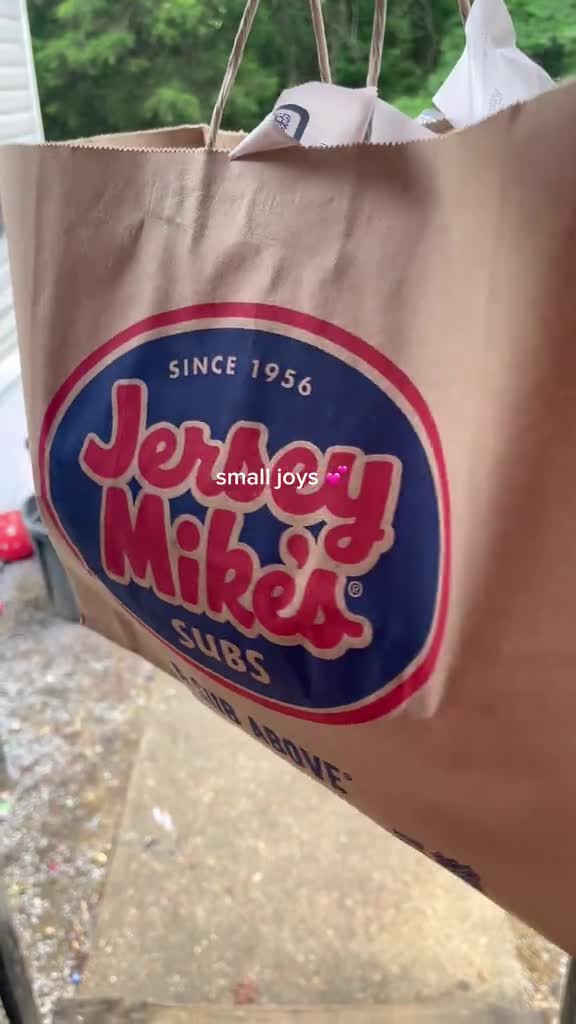 SINCE 1956
Jersey
small joys 💕
Mike's®
SUBS
A SUB ABOVE®